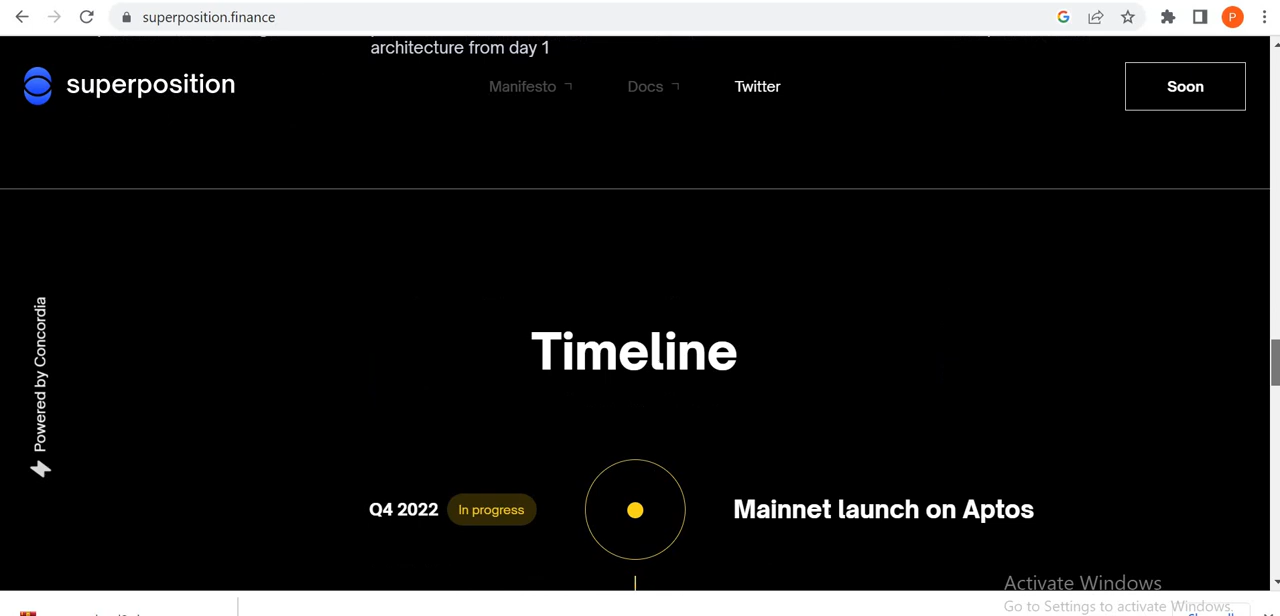 superposition.finance
P
architecture from day 1
superposition
Manifesto
Docs
Twitter
Soon
Timeline
Powered by Concordia
Q4 2022
In progress
Mainnet launch on Aptos
Activate Windows
Go to Settings to activate Windows.